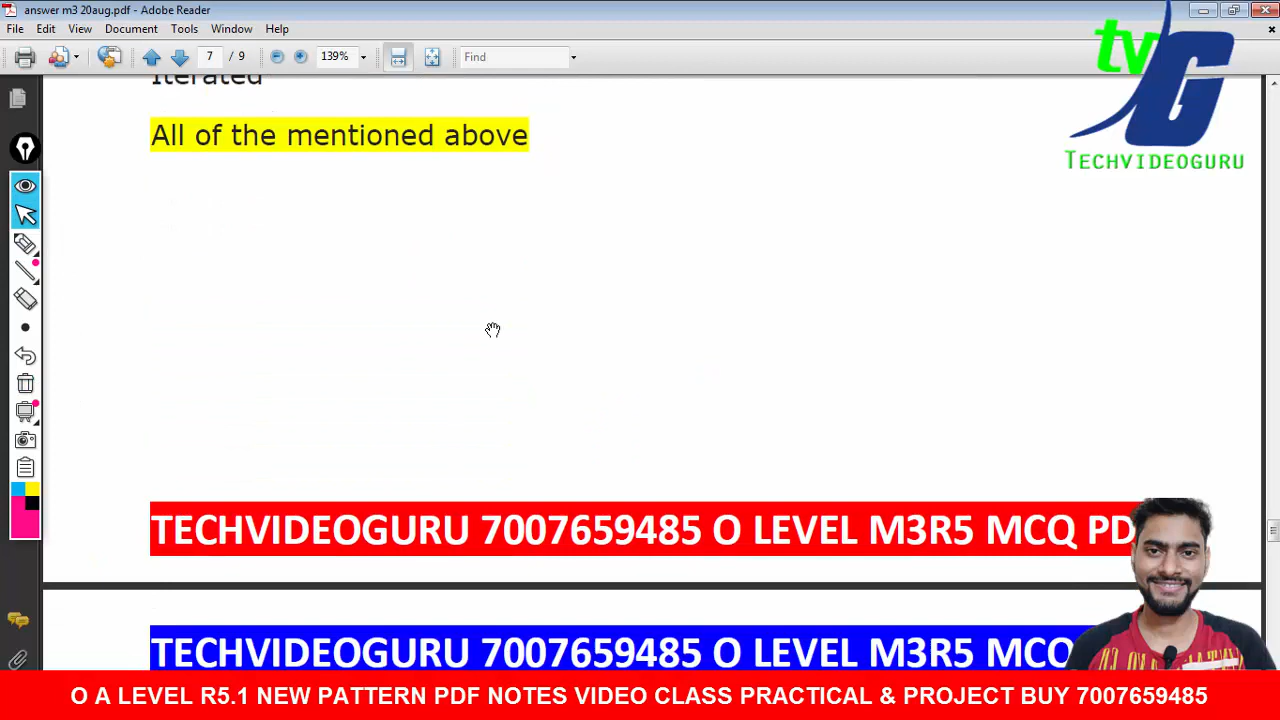 answer m3 20aug.pdf - Adobe Reader
File Edit View Document Tools Window Help
7 / 9 139% Find
tv G
TECHVIDEOGURU
Iterated
All of the mentioned above
TECHVIDEOGURU 7007659485 O LEVEL M3R5 MCQ PD
TECHVIDEOGURU 7007659485 O LEVEL M3R5 MCQ
O A LEVEL R5.1 NEW PATTERN PDF NOTES VIDEO CLASS PRACTICAL & PROJECT BUY 7007659485